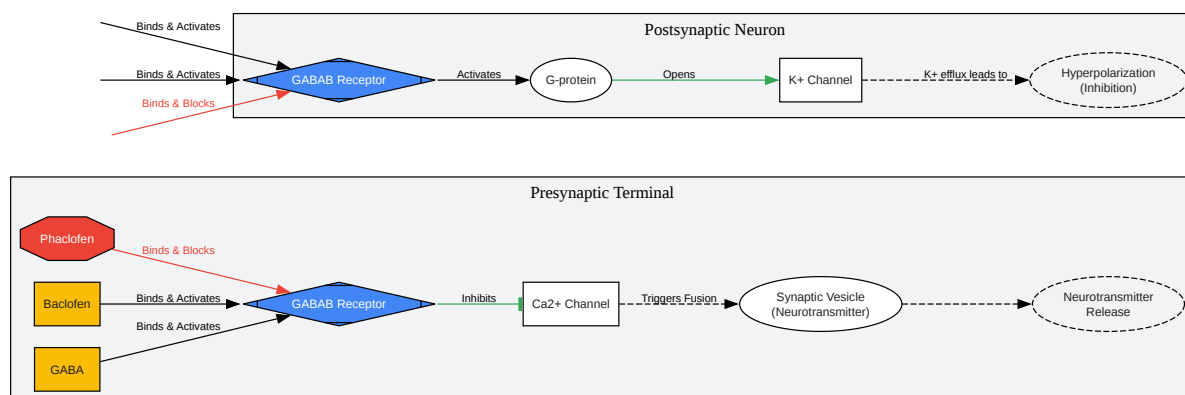 Postsynaptic Neuron
Binds & Activates
Binds & Activates
Binds & Blocks
GABAB Receptor
Activates
G-protein
Opens
K+ Channel
K+ efflux leads to
Hyperpolarization
(Inhibition)
Presynaptic Terminal
Phaclofen
Binds & Blocks
Baclofen
Binds & Activates
GABA
Binds & Activates
GABAB Receptor
Inhibits
Ca2+ Channel
Triggers Fusion
Synaptic Vesicle
(Neurotransmitter)
Neurotransmitter
Release